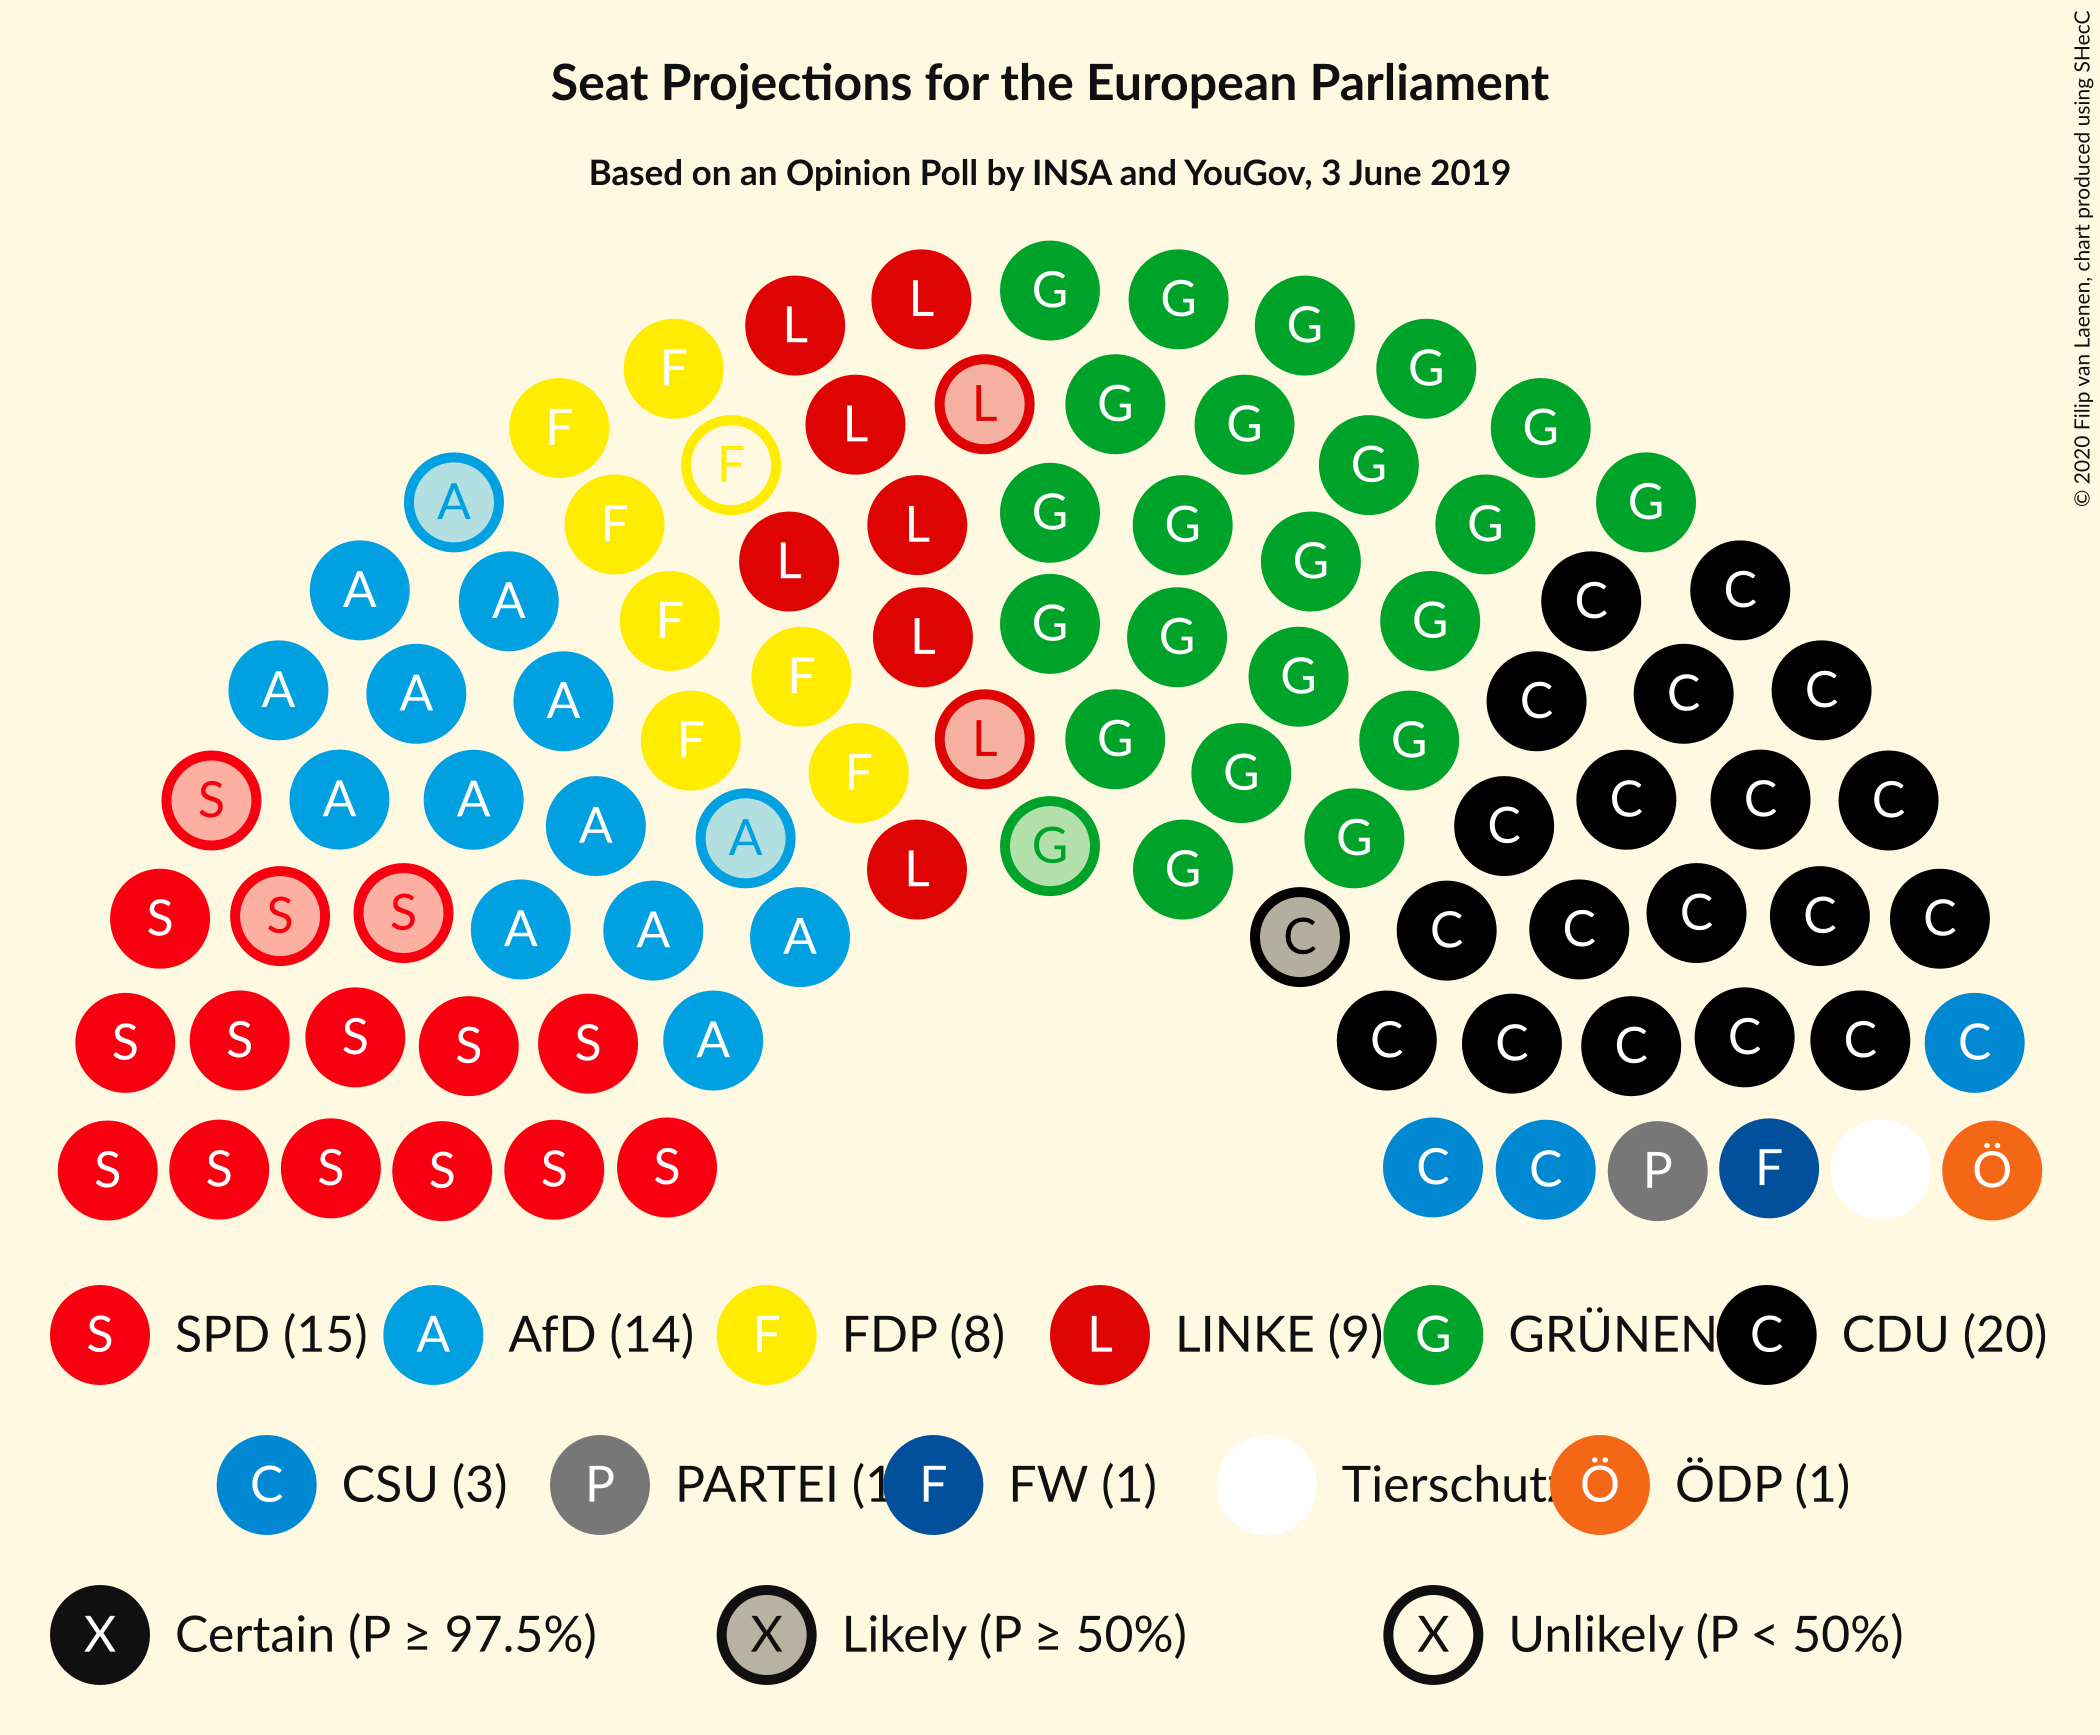 Seat Projections for the European Parliament
Based on an Opinion Poll by INSA and YouGov, 3 June 2019
© 2020 Filip van Laenen, chart produced using SHecC
L L G G G
F L L G G G
F F L G G G G G
A F L L G G G G G
A A F L G G G G C C
A A A F F L G G G G C C C
S A A A A F L G G G C C C C
S S S A A A L G G C C C C C C C
S S S S S A C C C C C C
S S S S S S C C P F Ö
S SPD (15) A AfD (14) F FDP (8) L LINKE (9) G GRÜNEN C CDU (20)
C CSU (3) P PARTEI (1 F FW (1) Tierschutz Ö ÖDP (1)
X Certain (P ≥ 97.5%) X Likely (P ≥ 50%) X Unlikely (P < 50%)